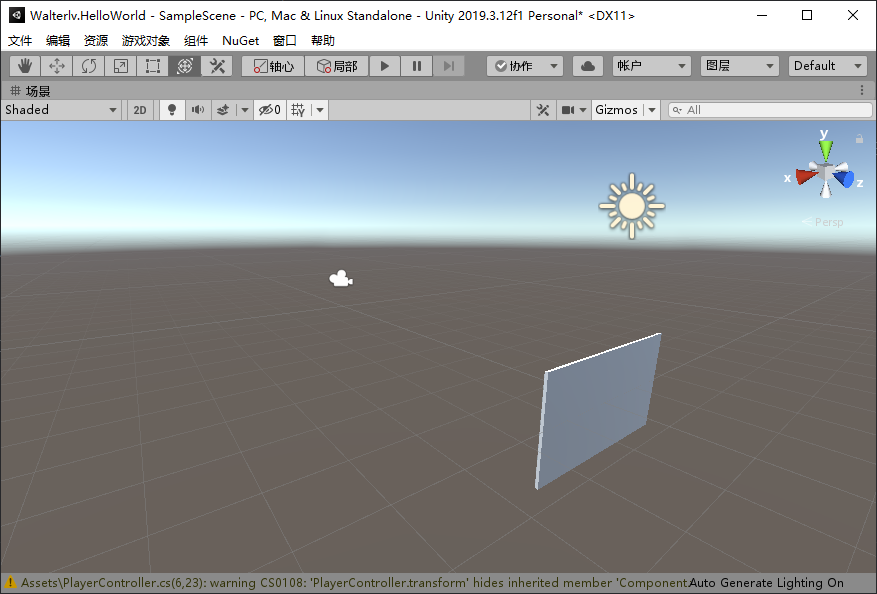 Walterlv.HelloWorld - SampleScene - PC, Mac & Linux Standalone - Unity 2019.3.12f1 Personal* <DX11>
文件 编辑 资源 游戏对象 组件 NuGet 窗口 帮助
轴心 局部 协作 帐户 图层 Default
场景
Shaded 2D 0 Gizmos All
y
x
z
Persp
Assets\PlayerController.cs(6,23): warning CS0108: 'PlayerController.transform' hides inherited member 'Component. Auto Generate Lighting On